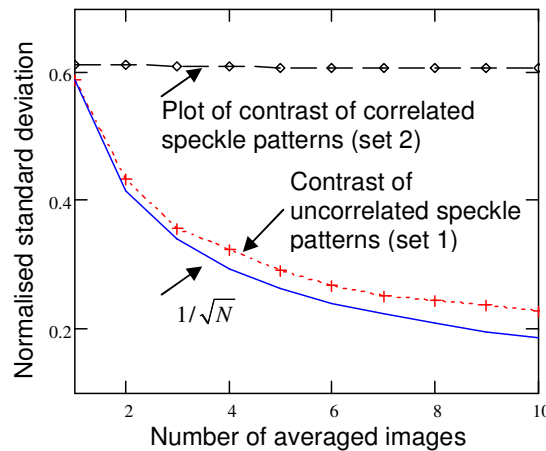 Normalised standard deviation
0.6
0.4
0.2
Plot of contrast of correlated
speckle patterns (set 2)
Contrast of
uncorrelated speckle
patterns (set 1)
1/√N
2
4
6
8
10
Number of averaged images